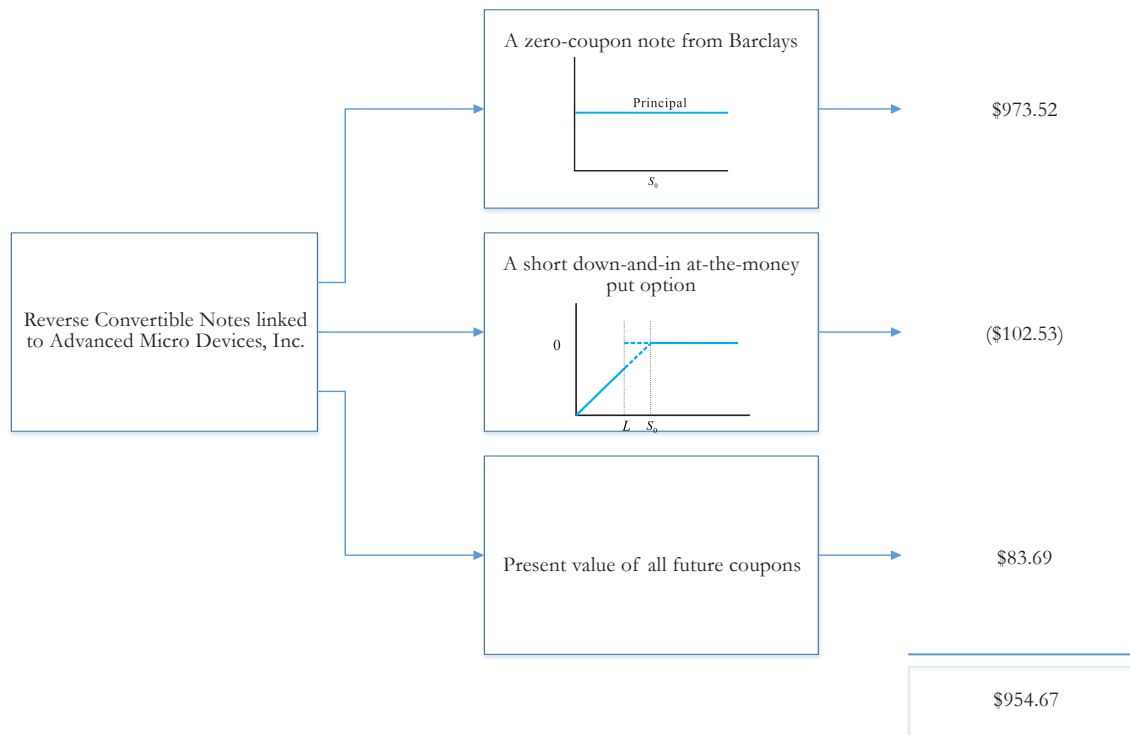 A zero-coupon note from Barclays
Principal
S₀
$973.52
Reverse Convertible Notes linked
to Advanced Micro Devices, Inc.
A short down-and-in at-the-money
put option
0
L S₀
($102.53)
Present value of all future coupons
$83.69
$954.67